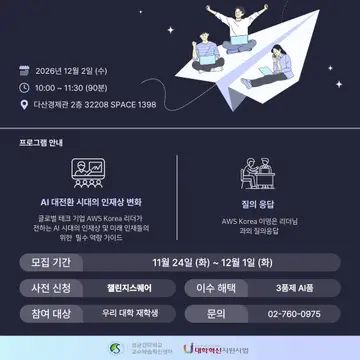 2026년 12월 2일 (수)
10:00 ~ 11:30 (90분)
다산경제관 2층 32208 SPACE 1398
프로그램 안내
AI 대전환 시대의 인재상 변화
글로벌 테크 기업 AWS Korea 리더가
전하는 AI 시대의 인재상 및 미래 인재들의
위한 필수 역량 가이드
질의 응답
AWS Korea 이영은 리더님
과의 질의응답
모집 기간
11월 24일 (화) ~ 12월 1일 (화)
사전 신청
챌린지스퀘어
이수 혜택
3품제 AI품
참여 대상
우리 대학 재학생
문의
02-760-0975
성균관대학교
대학혁신지원사업